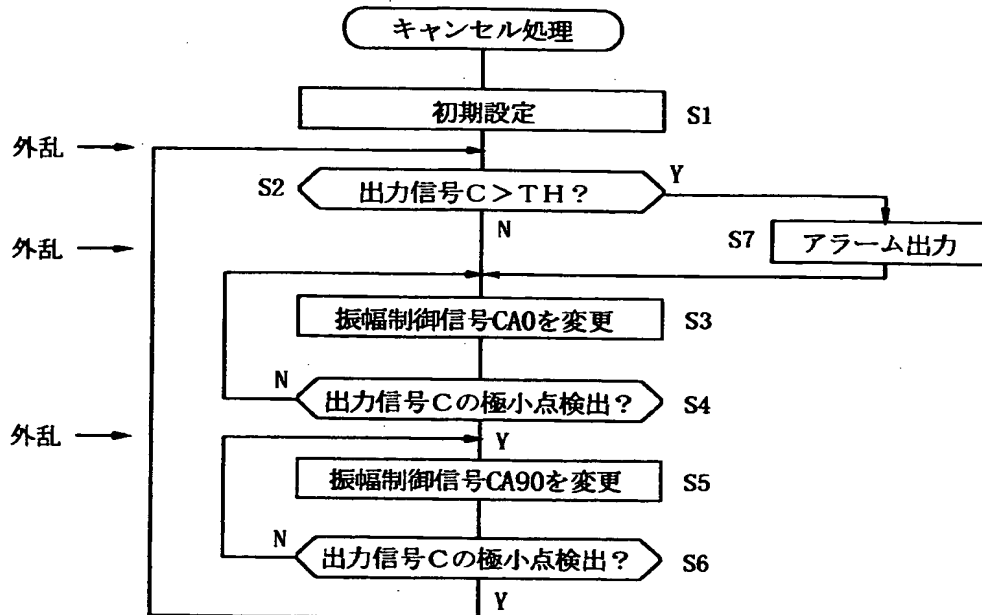 キャンセル処理
初期設定 S1
外乱
S2 出力信号C>TH? Y
N
外乱
S7 アラーム出力
振幅制御信号CA0を変更 S3
N
出力信号Cの極小点検出? S4
外乱
Y
振幅制御信号CA90を変更 S5
N
出力信号Cの極小点検出? S6
Y